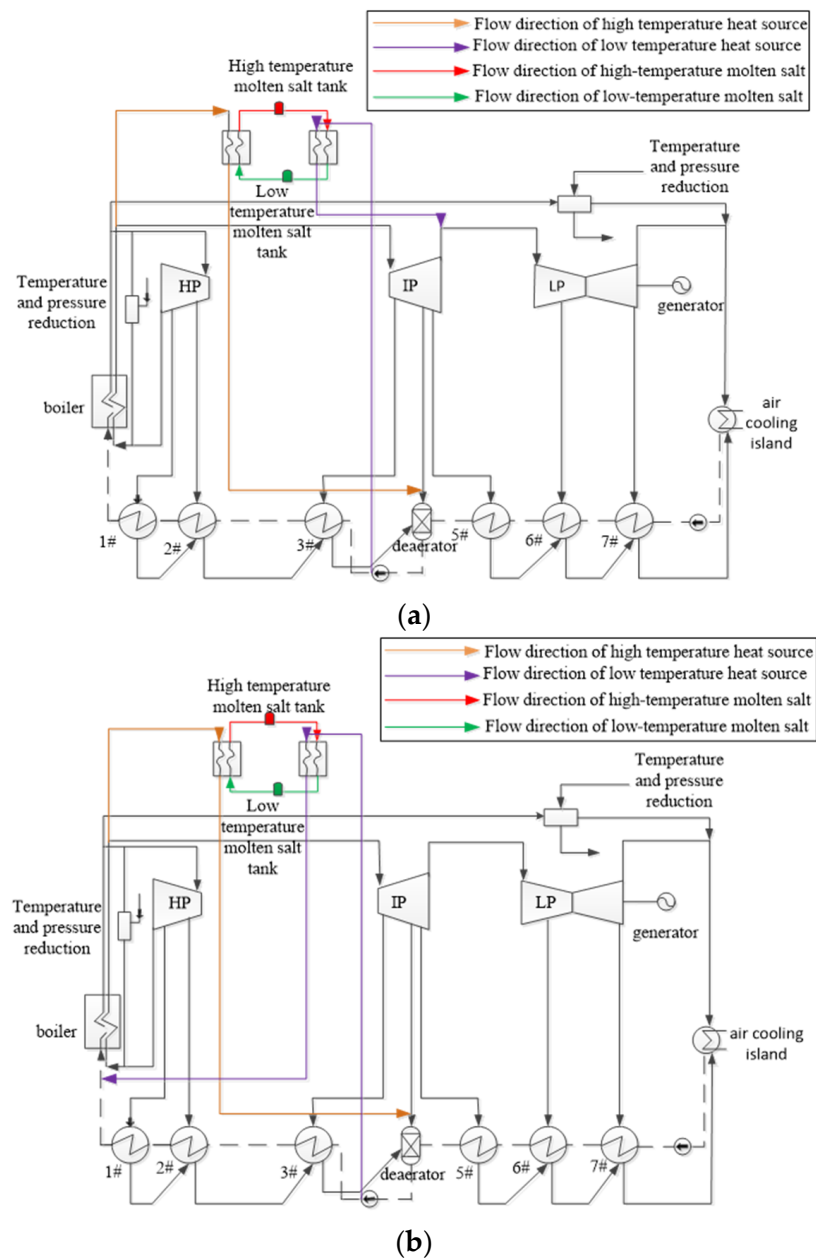 Flow direction of high temperature heat source
Flow direction of low temperature heat source
Flow direction of high-temperature molten salt
Flow direction of low-temperature molten salt
High temperature
molten salt tank
Low
temperature
molten salt
tank
Temperature
and pressure
reduction
Temperature
and pressure
reduction
HP
IP
LP
generator
boiler
air
cooling
island
1#
2#
3#
deaerator
5#
6#
7#
(a)
Flow direction of high temperature heat source
Flow direction of low temperature heat source
Flow direction of high-temperature molten salt
Flow direction of low-temperature molten salt
High temperature
molten salt tank
Low
temperature
molten salt
tank
Temperature
and pressure
reduction
Temperature
and pressure
reduction
HP
IP
LP
generator
boiler
air cooling
island
1#
2#
3#
deaerator
5#
6#
7#
(b)